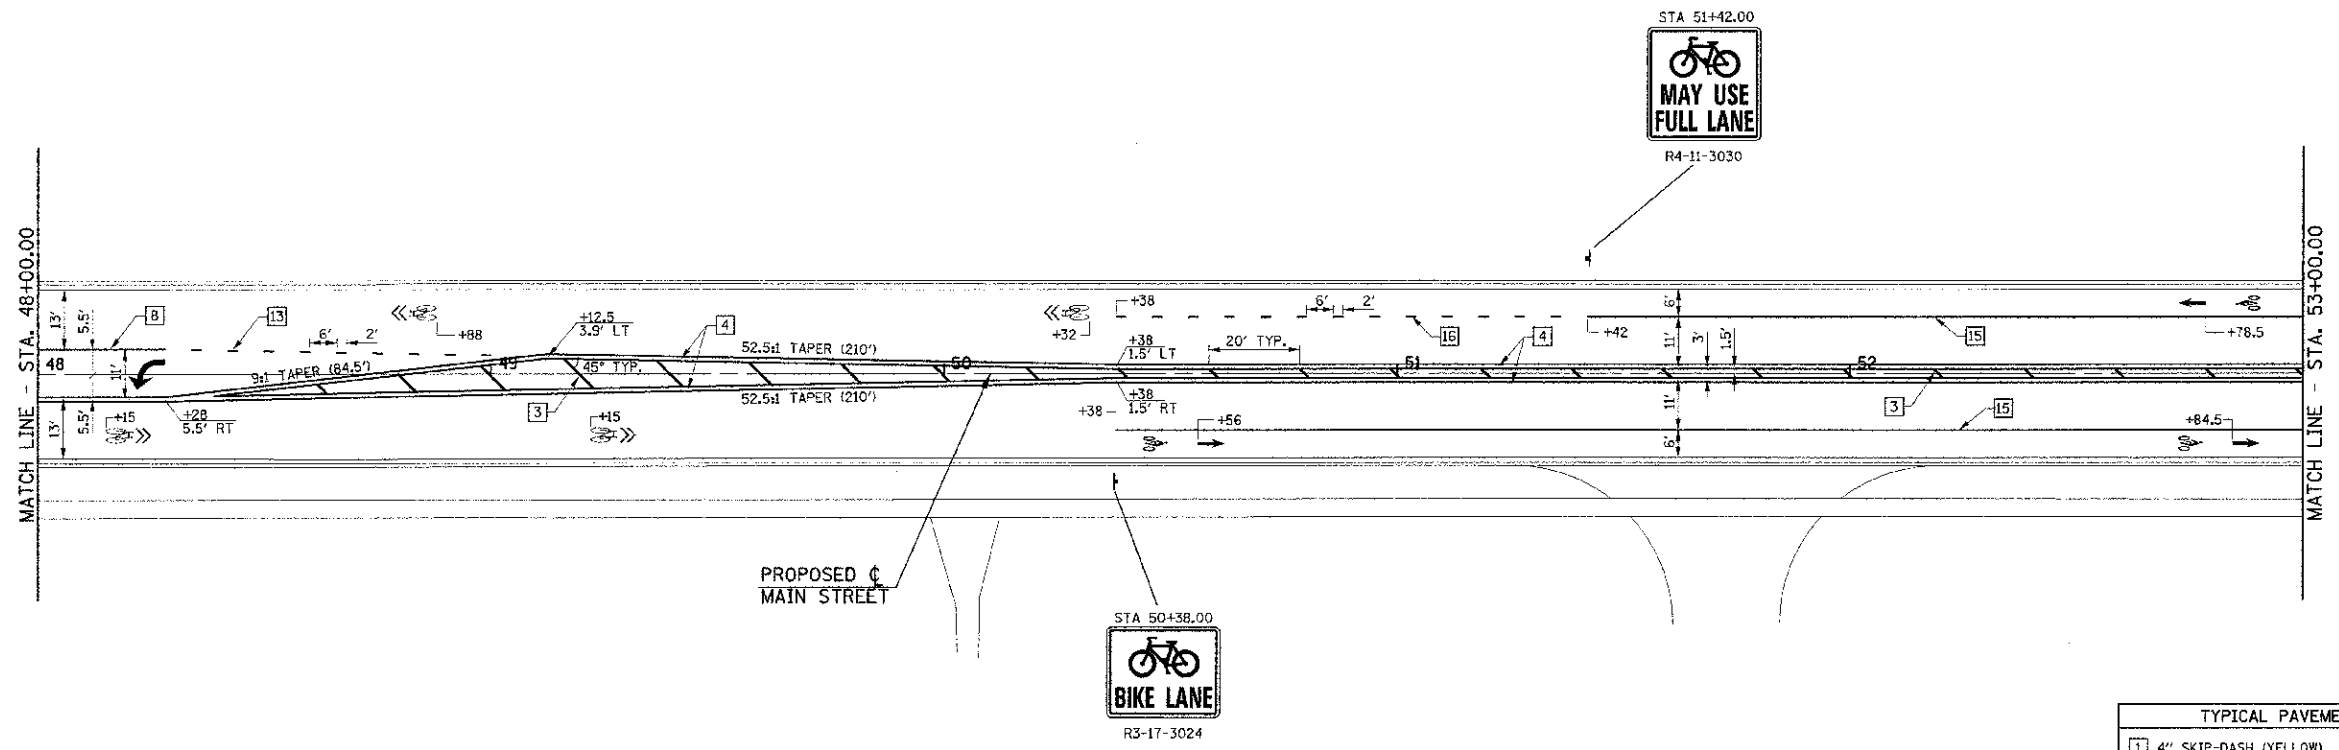 STA 51+42.00
MAY USE
FULL LANE
R4-11-3030
MATCH LINE - STA. 48+00.00
MATCH LINE - STA. 53+00.00
13'
5.5'
8
13
6'
2'
+88
+12.5
3.9' LT
4
52.5:1 TAPER (210')
+32
+38
+38
1.5' LT
6'
2'
20' TYP.
16
4
+42
6'
11'
3'
1.5'
15
+78.5
48
11'
9:1 TAPER (84.5')
49
45° TYP.
50
51
52
3
52.5:1 TAPER (210')
+38
1.5' RT
3
13'
5.5'
+15
+28
5.5' RT
+15
+38
+56
11'
6'
15
+84.5
PROPOSED ℄
MAIN STREET
STA 50+38.00
BIKE LANE
R3-17-3024
TYPICAL PAVEME
1 4" SKIP-DASH (YELLOW)